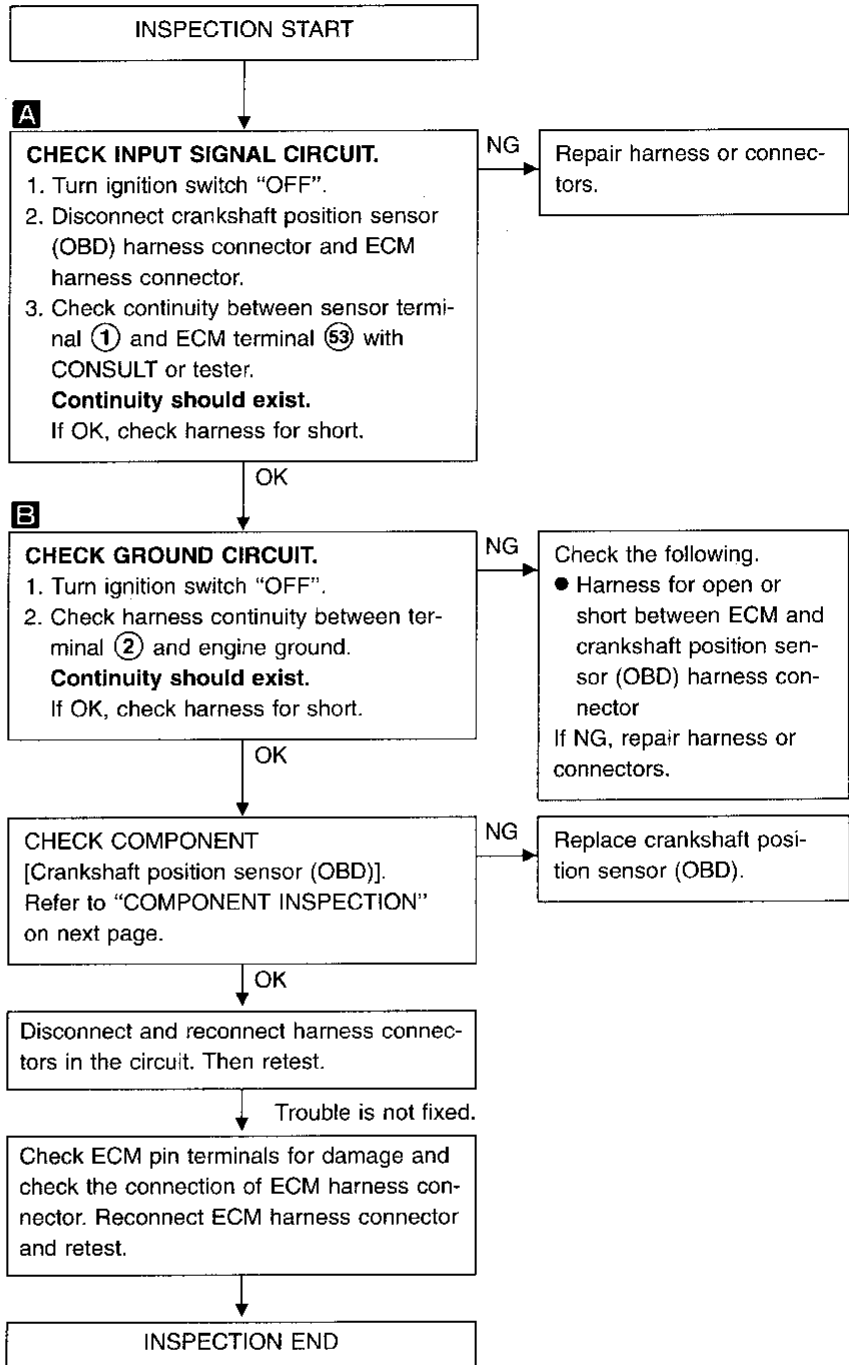 INSPECTION START
A
CHECK INPUT SIGNAL CIRCUIT.
1. Turn ignition switch “OFF”.
2. Disconnect crankshaft position sensor
(OBD) harness connector and ECM
harness connector.
3. Check continuity between sensor termi-
nal ① and ECM terminal 53 with
CONSULT or tester.
Continuity should exist.
If OK, check harness for short.
NG
Repair harness or connec-
tors.
OK
B
CHECK GROUND CIRCUIT.
1. Turn ignition switch “OFF”.
2. Check harness continuity between ter-
minal ② and engine ground.
Continuity should exist.
If OK, check harness for short.
NG
Check the following.
● Harness for open or
short between ECM and
crankshaft position sen-
sor (OBD) harness con-
nector
If NG, repair harness or
connectors.
OK
CHECK COMPONENT
[Crankshaft position sensor (OBD)].
Refer to “COMPONENT INSPECTION”
on next page.
NG
Replace crankshaft posi-
tion sensor (OBD).
OK
Disconnect and reconnect harness connec-
tors in the circuit. Then retest.
Trouble is not fixed.
Check ECM pin terminals for damage and
check the connection of ECM harness con-
nector. Reconnect ECM harness connector
and retest.
INSPECTION END